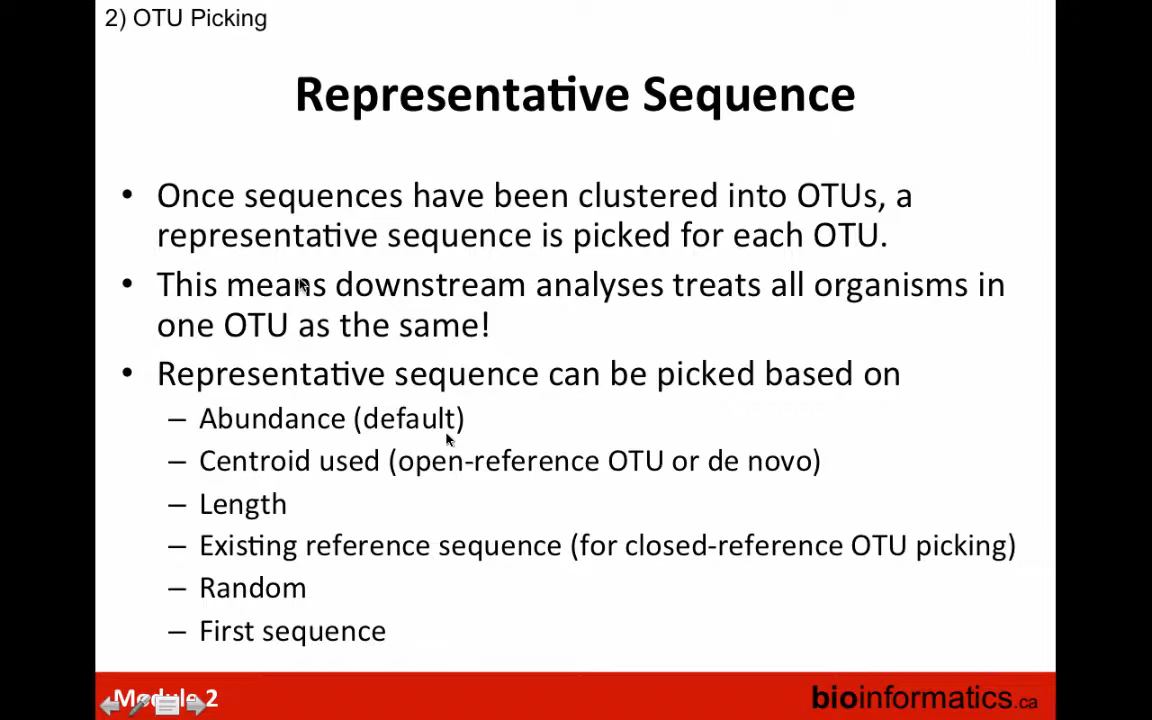 2) OTU Picking
Representative Sequence
• Once sequences have been clustered into OTUs, a
representative sequence is picked for each OTU.
• This means downstream analyses treats all organisms in
one OTU as the same!
• Representative sequence can be picked based on
– Abundance (default)
– Centroid used (open-reference OTU or de novo)
– Length
– Existing reference sequence (for closed-reference OTU picking)
– Random
– First sequence
Module 2
bioinformatics.ca